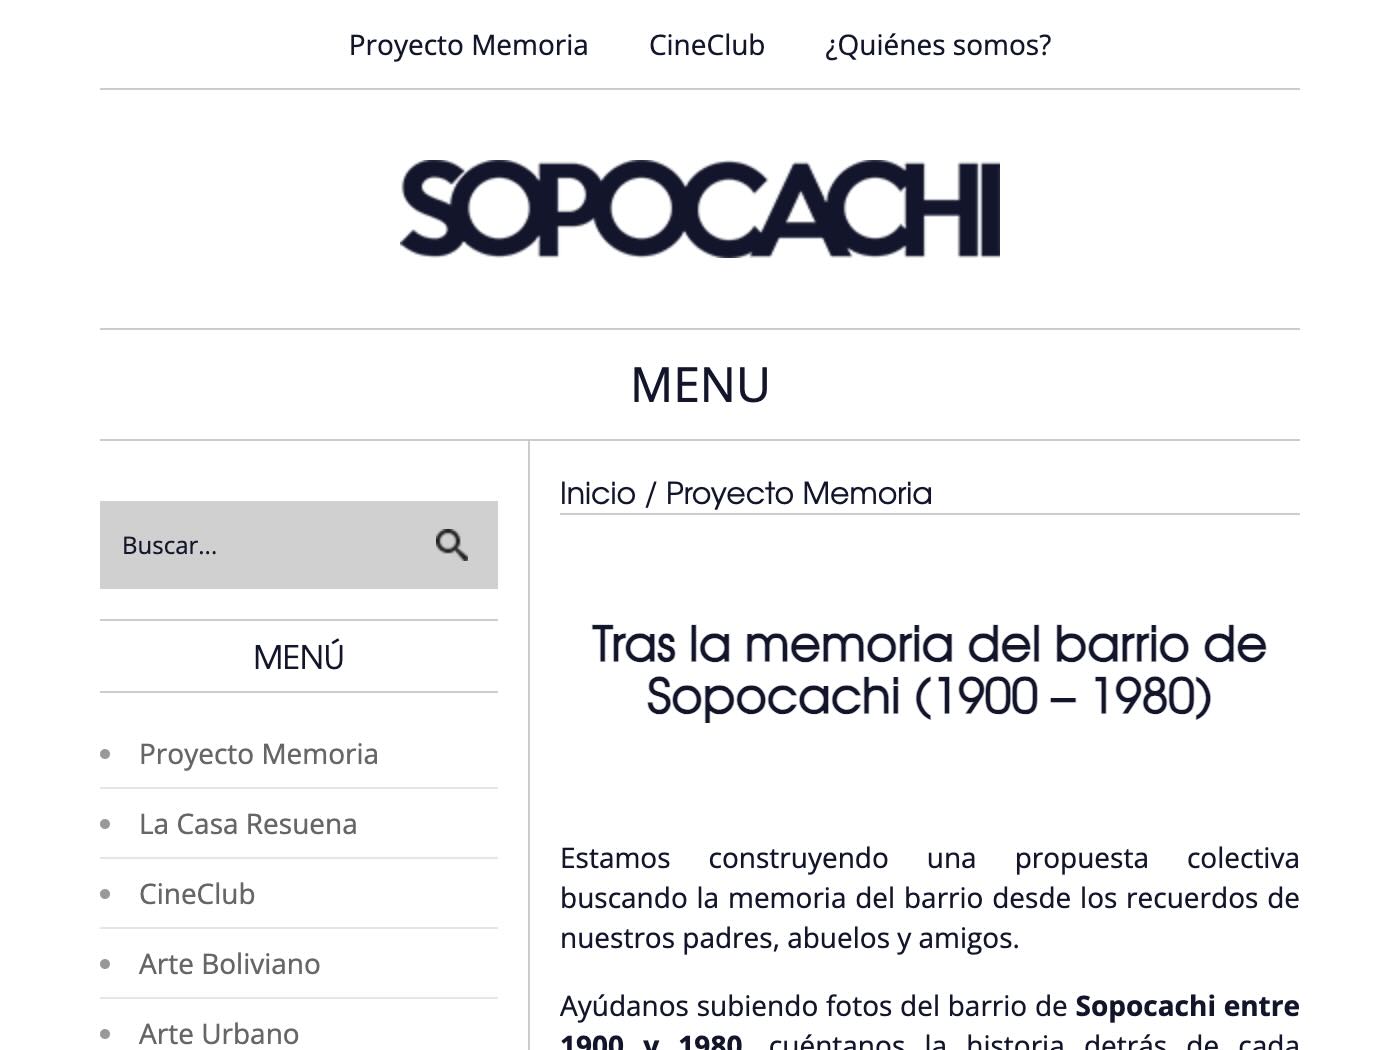 Proyecto Memoria CineClub ¿Quiénes somos?
SOPOCACHI
MENU
Buscar...
MENÚ
Proyecto Memoria
La Casa Resuena
CineClub
Arte Boliviano
Arte Urbano
Inicio / Proyecto Memoria
Tras la memoria del barrio de
Sopocachi (1900 – 1980)
Estamos construyendo una propuesta colectiva
buscando la memoria del barrio desde los recuerdos de
nuestros padres, abuelos y amigos.
Ayúdanos subiendo fotos del barrio de Sopocachi entre
1900 y 1980, cuéntanos la historia detrás de cada